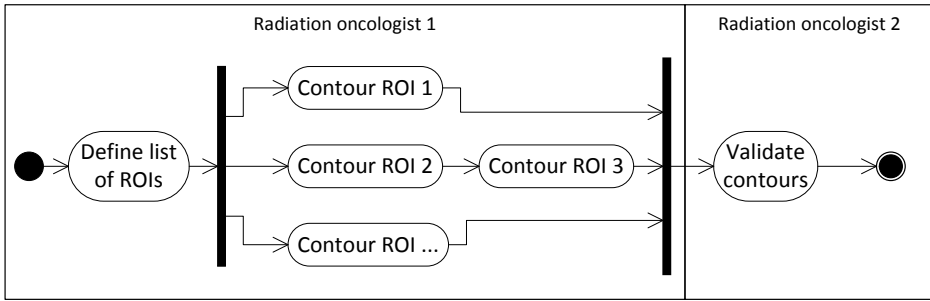 Radiation oncologist 1
Radiation oncologist 2
Contour ROI 1
Define list
of ROIs
Contour ROI 2
Contour ROI 3
Validate
contours
Contour ROI ...